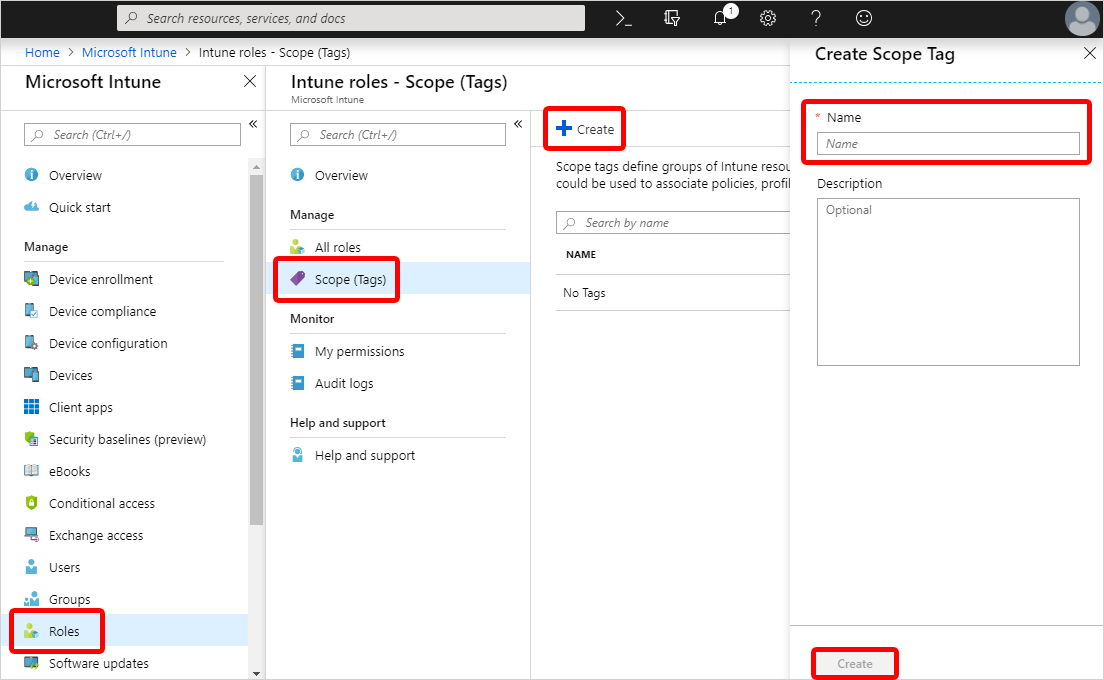 Search resources, services, and docs
1
Home > Microsoft Intune > Intune roles - Scope (Tags)
Microsoft Intune
Search (Ctrl+/)
Overview
Quick start
Manage
Device enrollment
Device compliance
Device configuration
Devices
Client apps
Security baselines (preview)
eBooks
Conditional access
Exchange access
Users
Groups
Roles
Software updates
Intune roles - Scope (Tags)
Microsoft Intune
Search (Ctrl+/)
Overview
Manage
All roles
Scope (Tags)
Monitor
My permissions
Audit logs
Help and support
Help and support
Create
Scope tags define groups of Intune resou
could be used to associate policies, profil
Search by name
NAME
No Tags
Create Scope Tag
* Name
Name
Description
Optional
Create